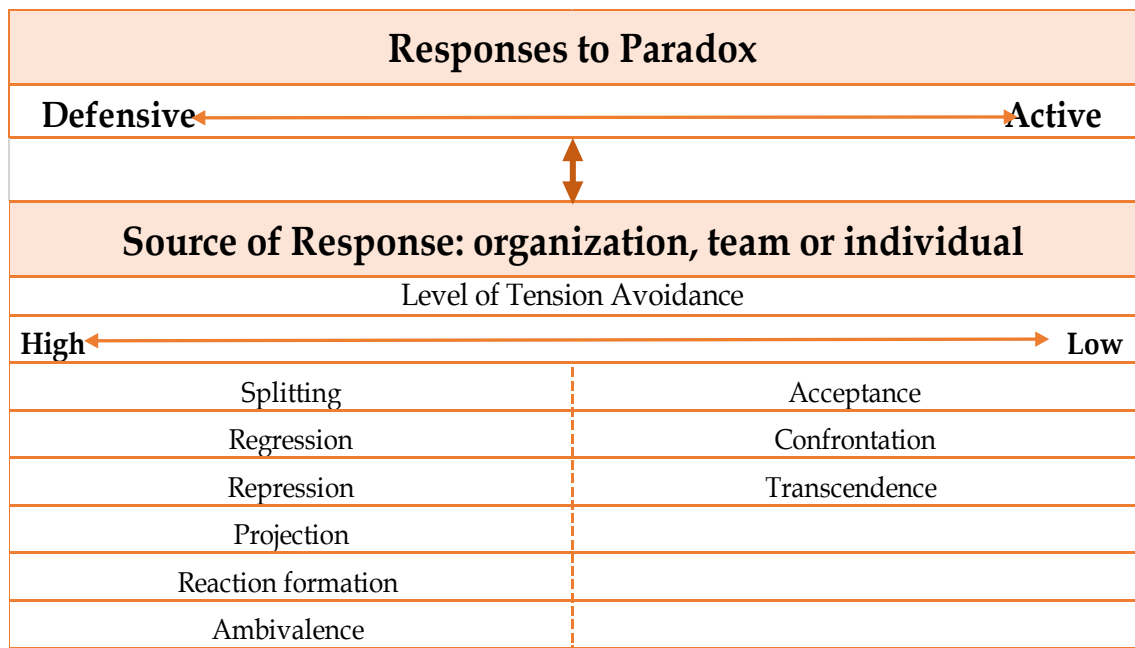 Responses to Paradox
Defensive Active
Source of Response: organization, team or individual
Level of Tension Avoidance
High Low
Splitting Acceptance
Regression Confrontation
Repression Transcendence
Projection
Reaction formation
Ambivalence